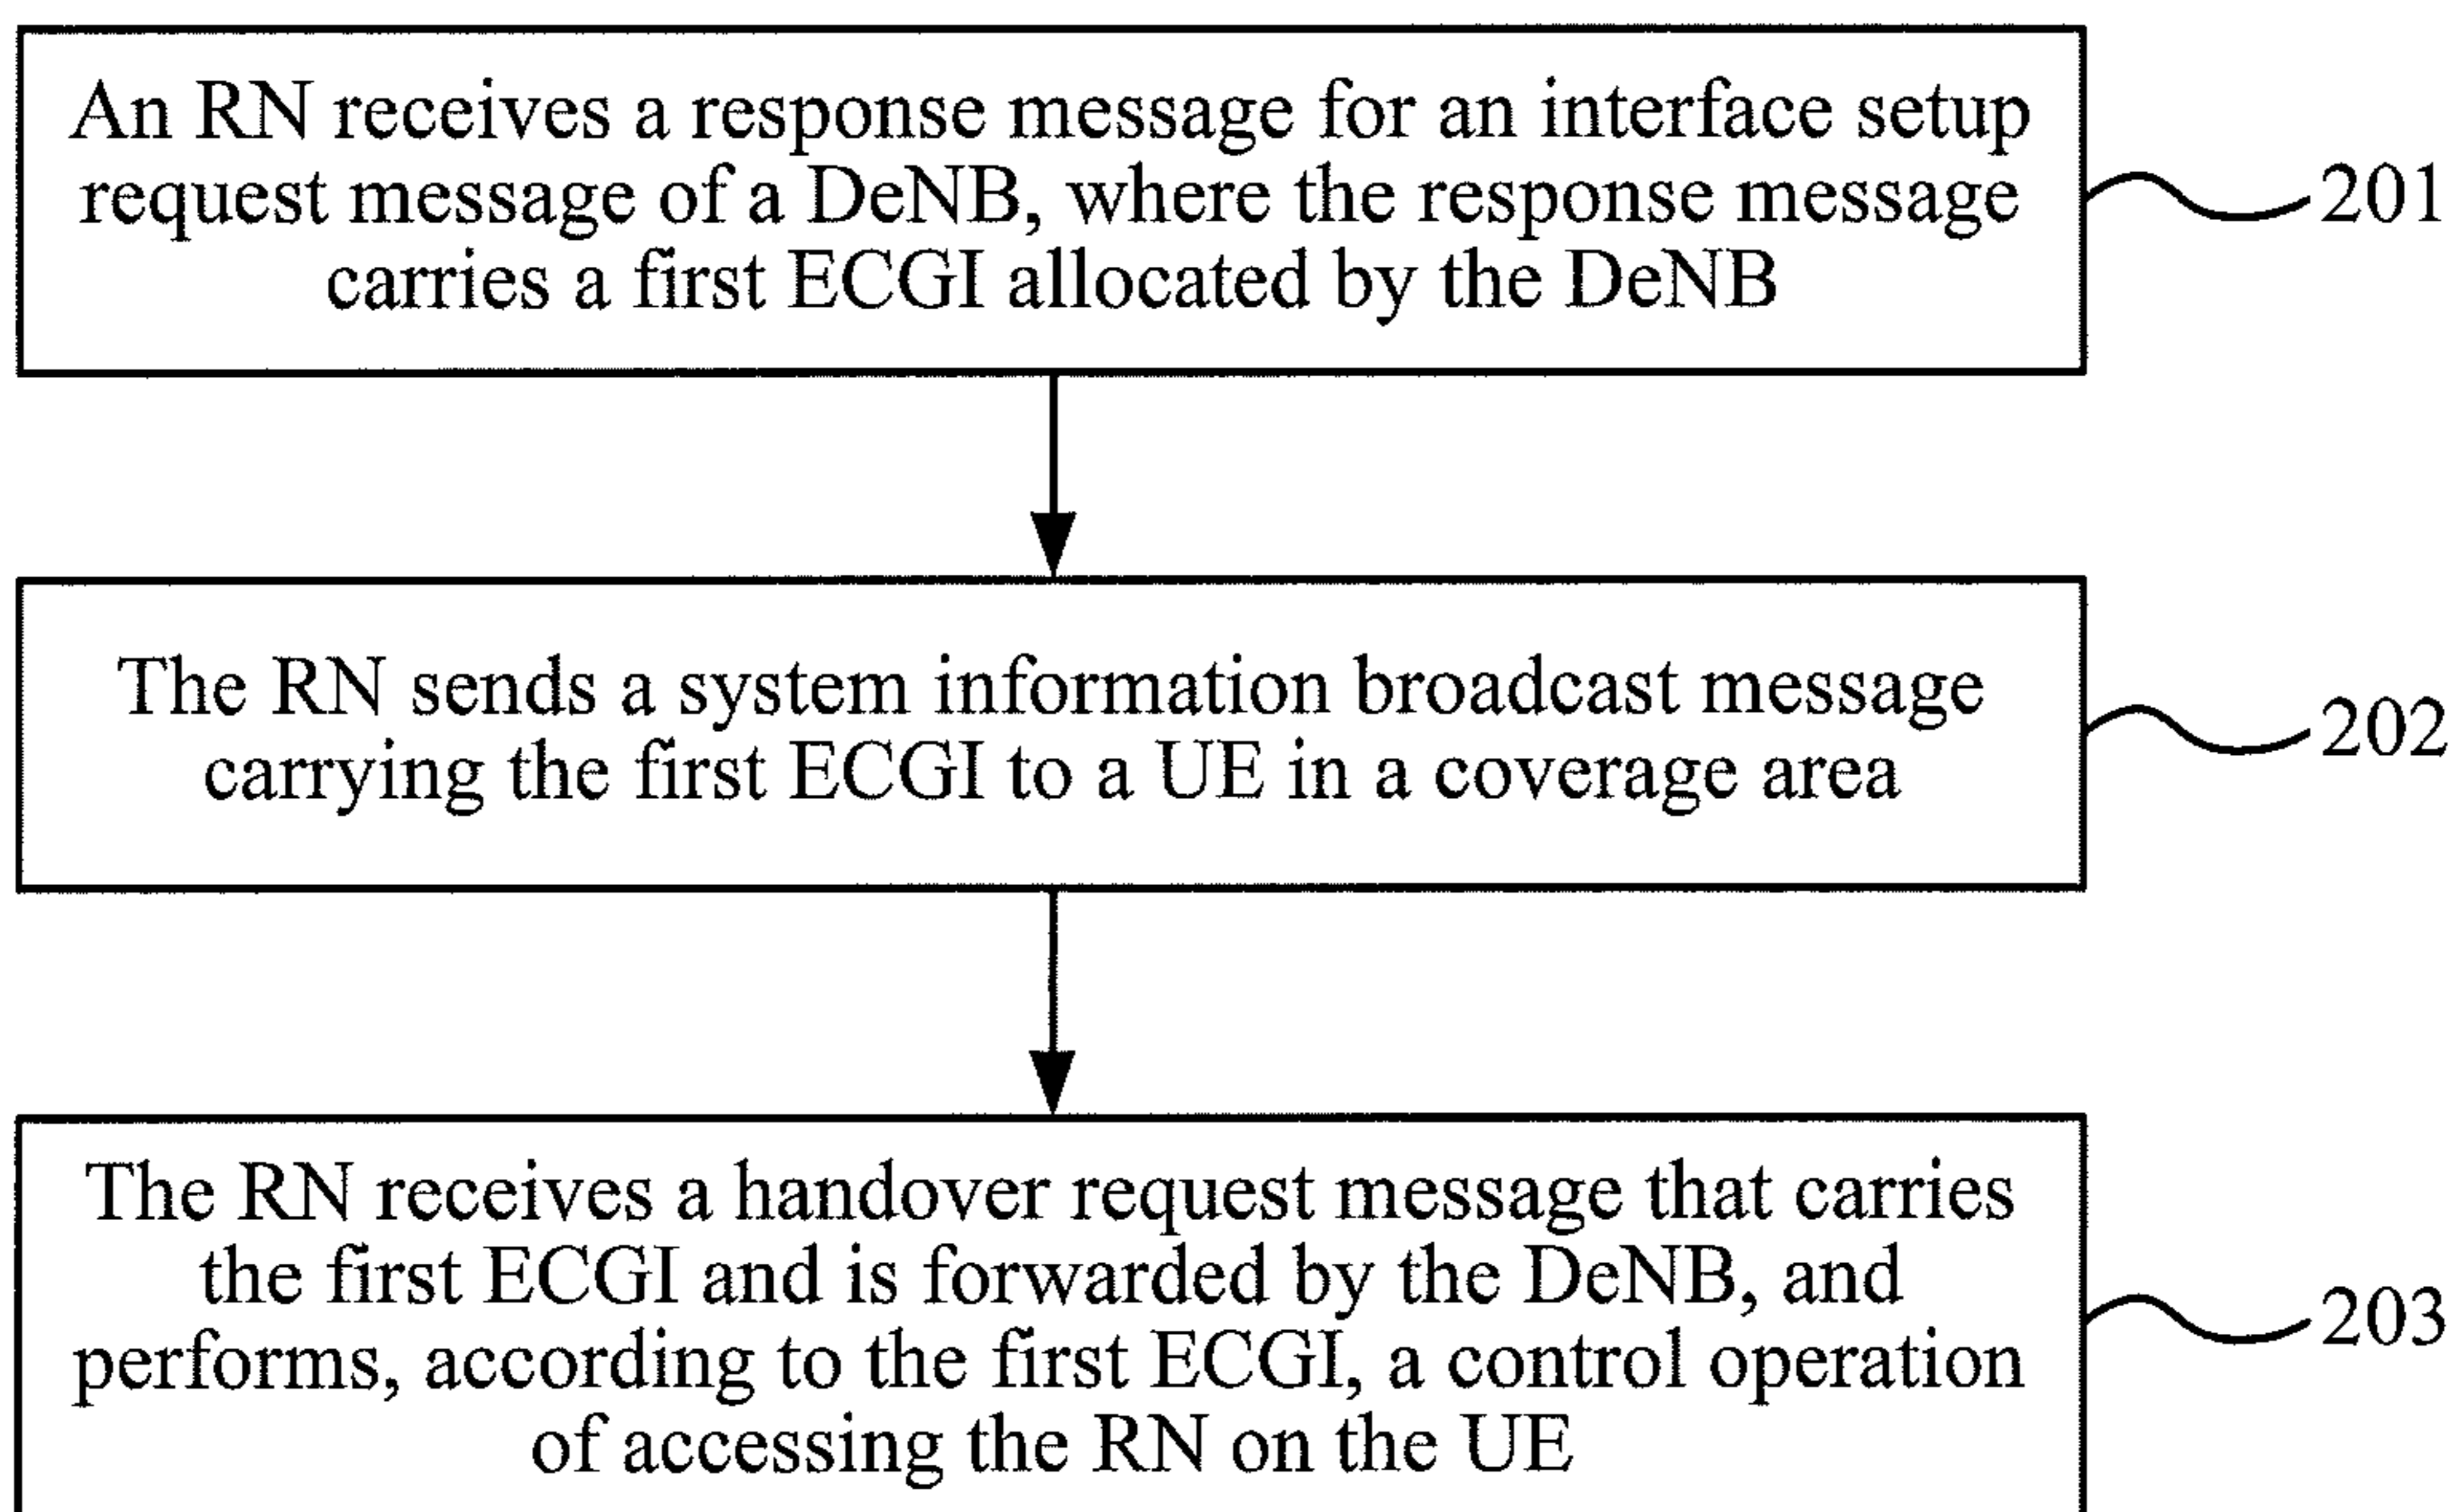 An RN receives a response message for an interface setup
request message of a DeNB, where the response message
carries a first ECGI allocated by the DeNB
201
The RN sends a system information broadcast message
carrying the first ECGI to a UE in a coverage area
202
The RN receives a handover request message that carries
the first ECGI and is forwarded by the DeNB, and
performs, according to the first ECGI, a control operation
of accessing the RN on the UE
203